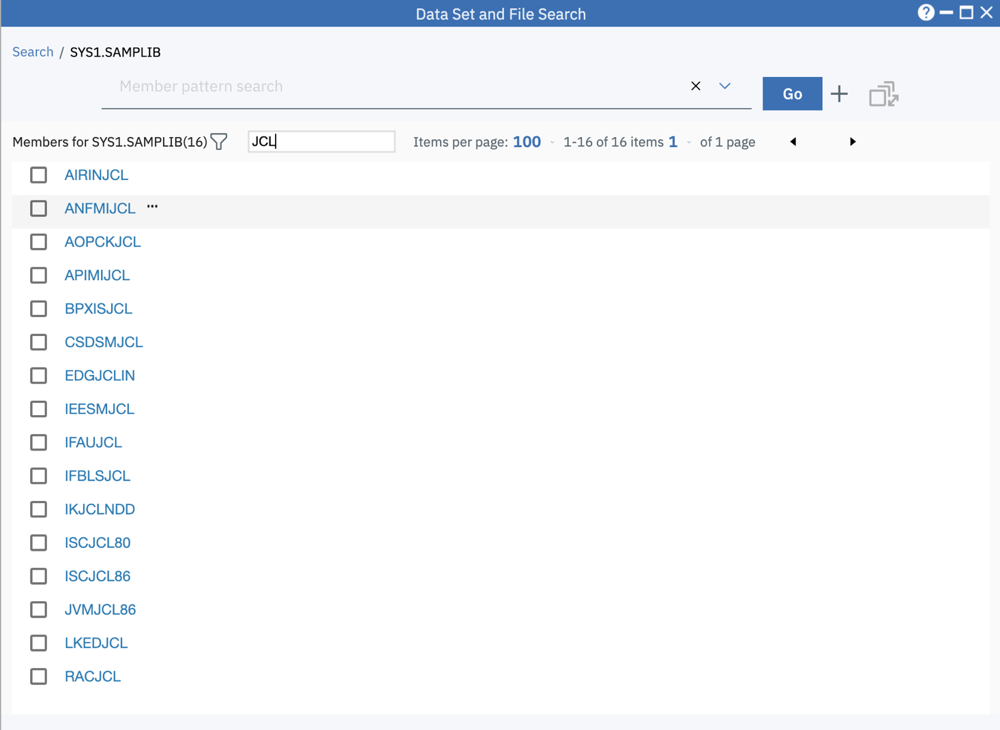 Data Set and File Search
Search / SYS1.SAMPLIB
Member pattern search
Go
Members for SYS1.SAMPLIB(16) JCL Items per page: 100 1-16 of 16 items 1 of 1 page
AIRINJCL
ANFMIJCL ...
AOPCKJCL
APIMIJCL
BPXISJCL
CSDSMJCL
EDGJCLIN
IEESMJCL
IFAUJCL
IFBLSJCL
IKJCLNDD
ISCJCL80
ISCJCL86
JVMJCL86
LKEDJCL
RACJCL